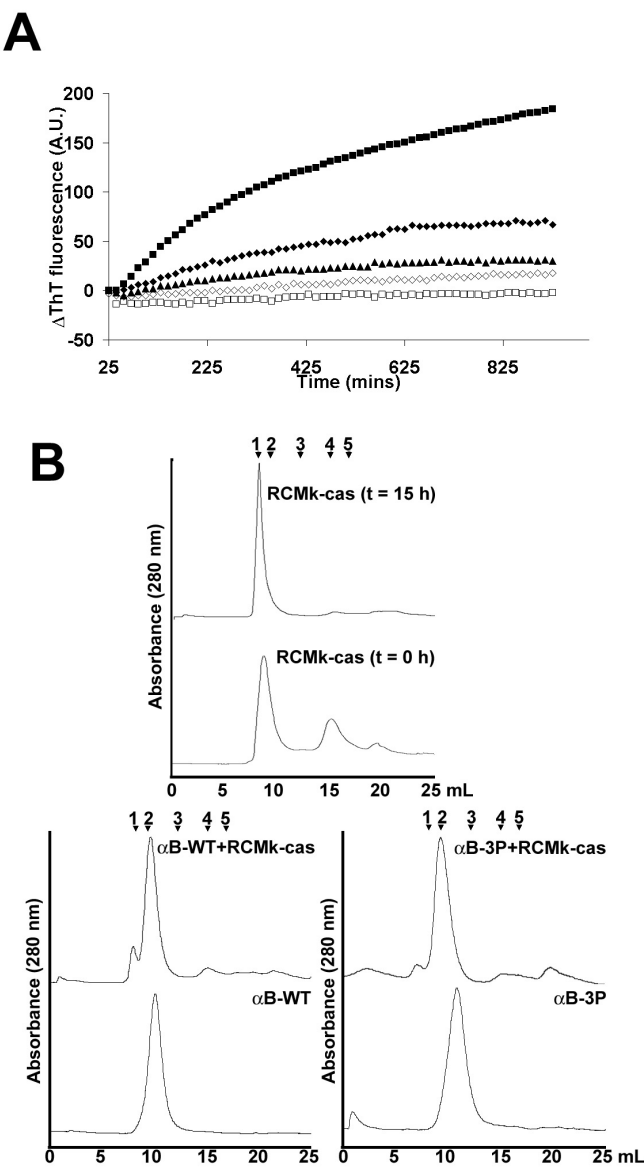 A
200
150
100
50
0
-50
ΔThT fluorescence (A.U.)
25 225 425 625 825
Time (mins)
B
1 2 3 4 5
RCMk-cas (t = 15 h)
RCMk-cas (t = 0 h)
Absorbance (280 nm)
0 5 10 15 20 25 mL
1 2 3 4 5
αB-WT+RCMk-cas
αB-WT
Absorbance (280 nm)
0 5 10 15 20 25
1 2 3 4 5
αB-3P+RCMk-cas
αB-3P
Absorbance (280 nm)
0 5 10 15 20 25 mL